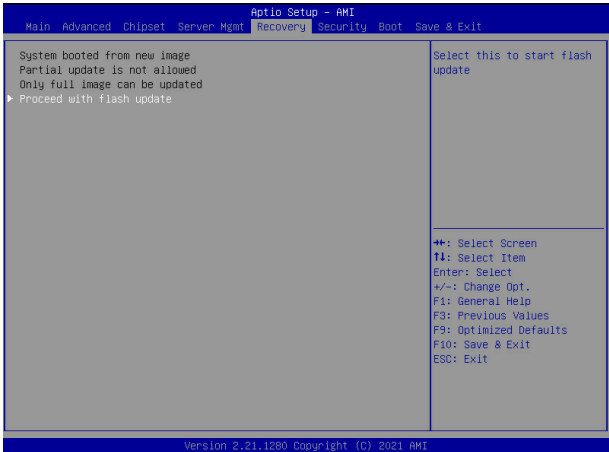 Aptio Setup – AMI
Main Advanced Chipset Server Mgmt Recovery Security Boot Save & Exit
System booted from new image
Partial update is not allowed
Only full image can be updated
▶ Proceed with flash update
Select this to start flash
update
→←: Select Screen
↑↓: Select Item
Enter: Select
+/-: Change Opt.
F1: General Help
F3: Previous Values
F9: Optimized Defaults
F10: Save & Exit
ESC: Exit
Version 2.21.1280 Copyright (C) 2021 AMI